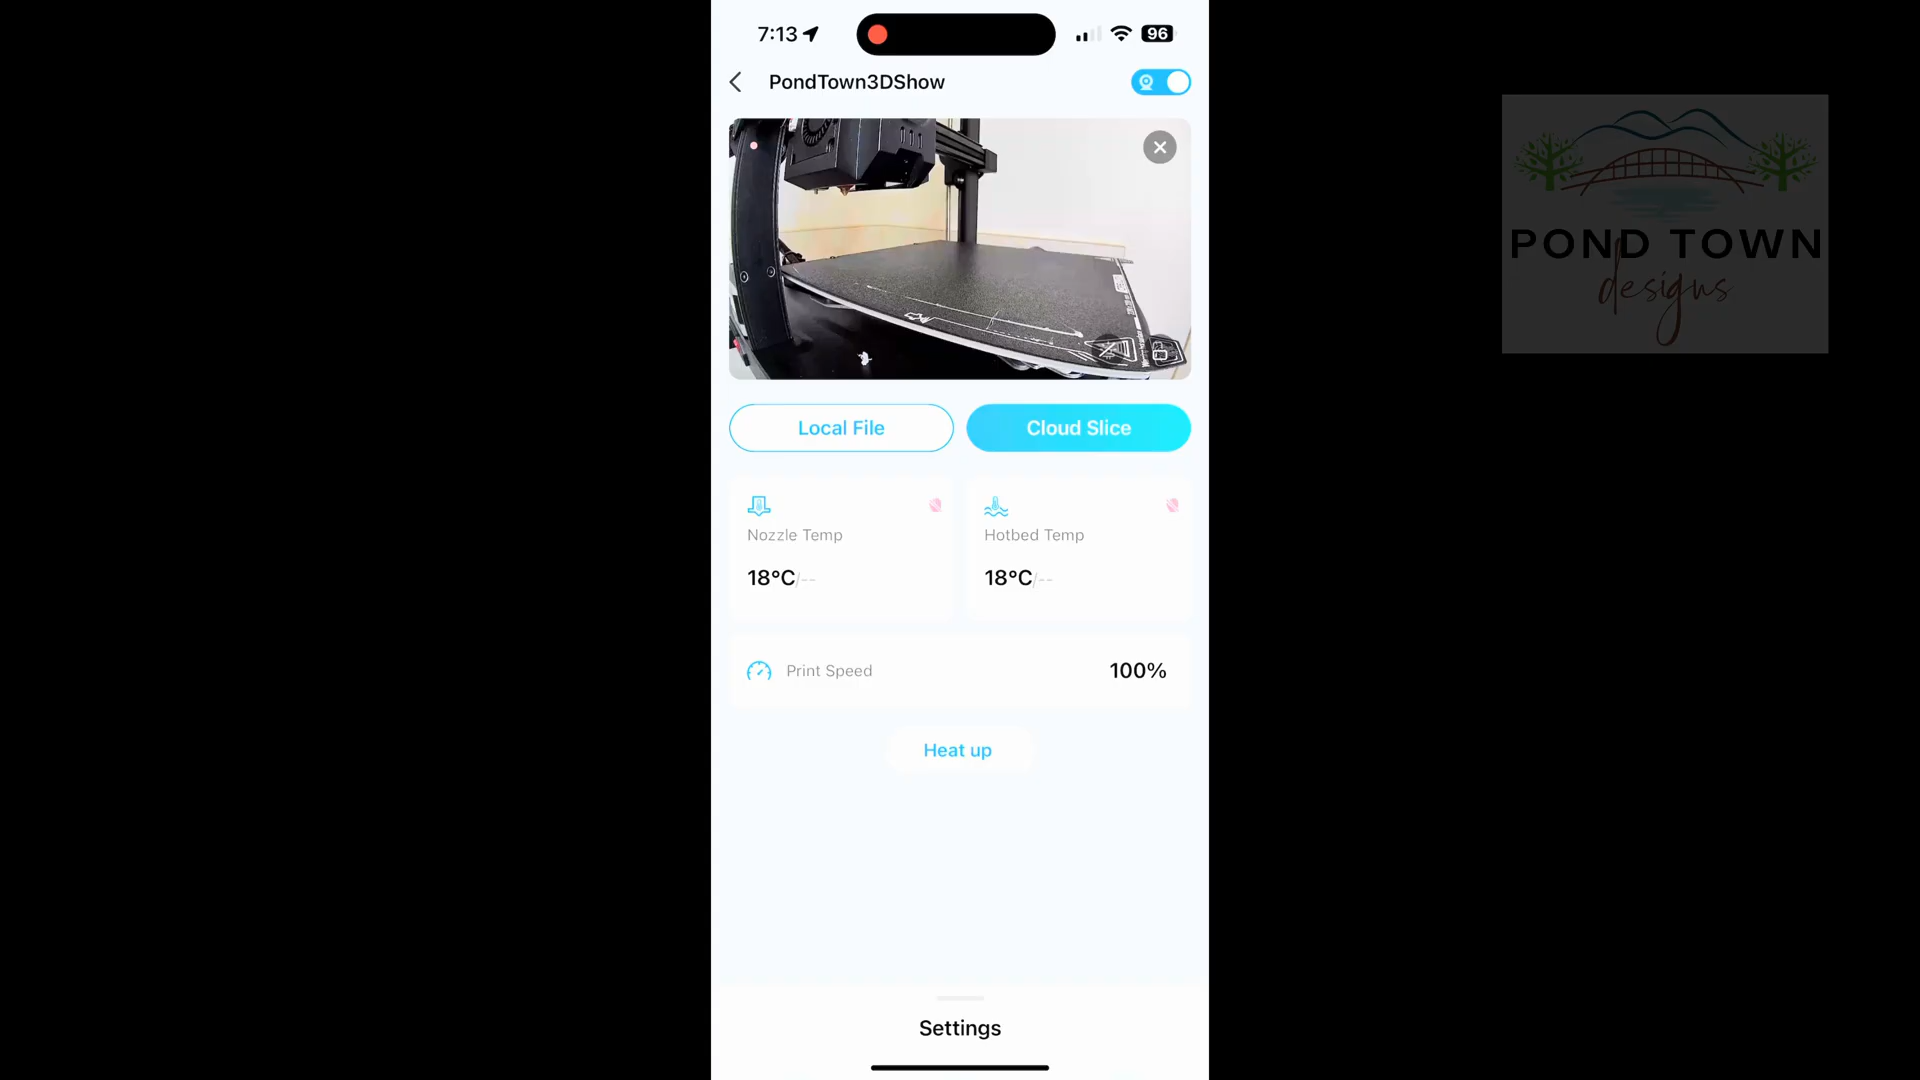 7:13
96
PondTown3DShow
POND TOWN
designs
Local File
Cloud Slice
Nozzle Temp
Hotbed Temp
18°C/--
18°C/--
Print Speed
100%
Heat up
Settings